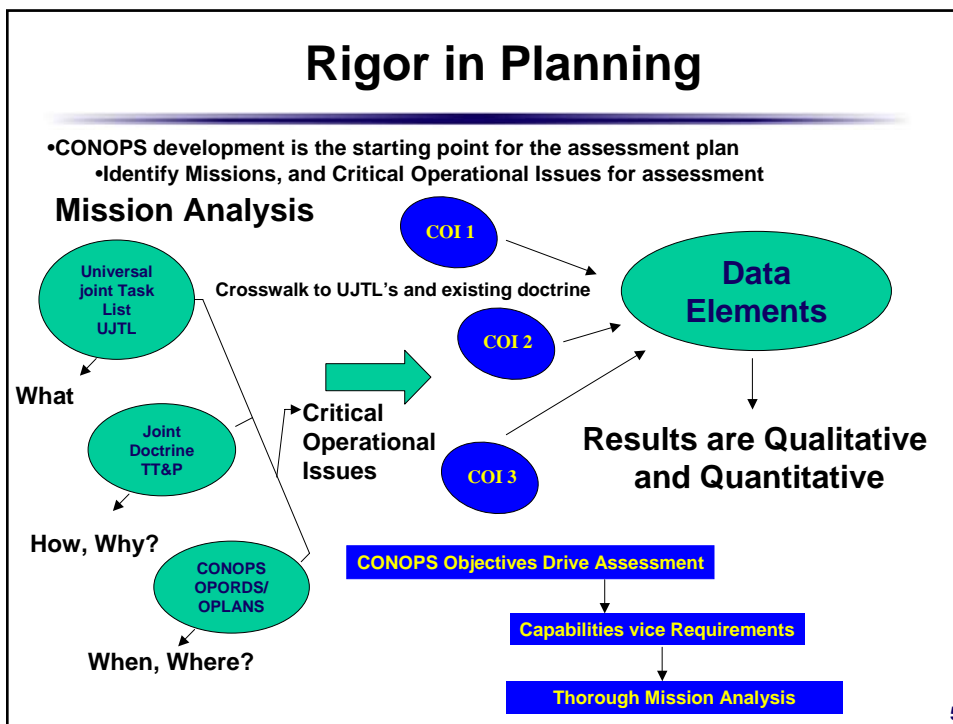 Rigor in Planning
•CONOPS development is the starting point for the assessment plan
•Identify Missions, and Critical Operational Issues for assessment
Mission Analysis
Universal
joint Task
List
UJTL
What
Joint
Doctrine
TT&P
How, Why?
CONOPS
OPORDS/
OPLANS
When, Where?
Crosswalk to UJTL's and existing doctrine
Critical
Operational
Issues
COI 1
COI 2
COI 3
Data
Elements
Results are Qualitative
and Quantitative
CONOPS Objectives Drive Assessment
Capabilities vice Requirements
Thorough Mission Analysis